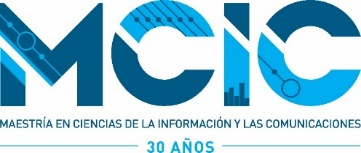 MCIC
MAESTRÍA EN CIENCIAS DE LA INFORMACIÓN Y LAS COMUNICACIONES
30 AÑOS